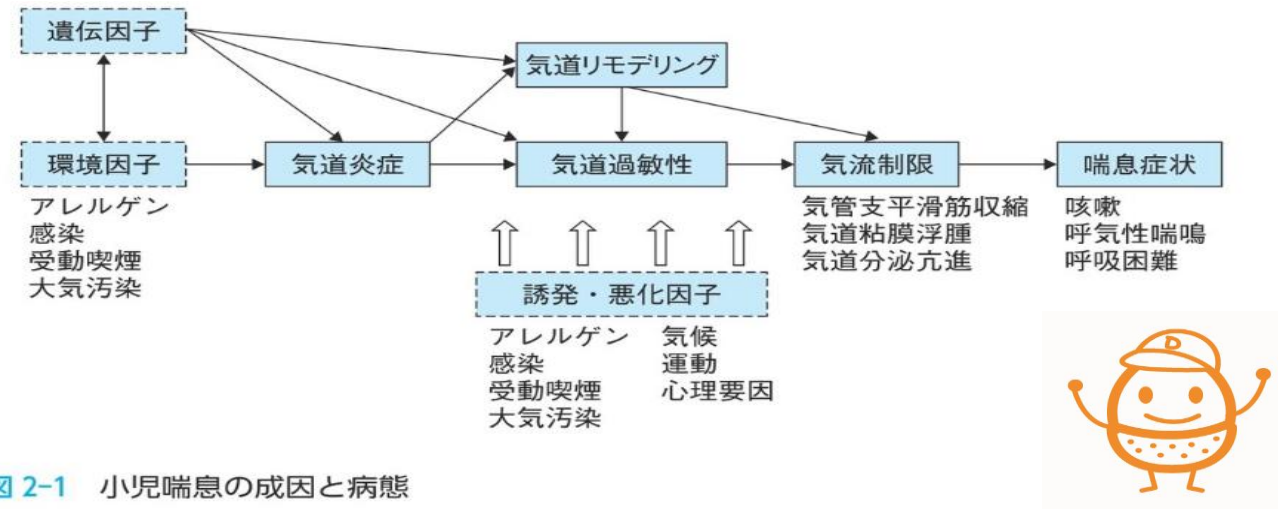 遺伝因子
気道リモデリング
環境因子
気道炎症
気道過敏性
気流制限
喘息症状
アレルゲン
感染
受動喫煙
大気汚染
気管支平滑筋収縮
気道粘膜浮腫
気道分泌亢進
咳嗽
呼気性喘鳴
呼吸困難
誘発・悪化因子
アレルゲン
感染
受動喫煙
大気汚染
気候
運動
心理要因
D
図 2-1 小児喘息の成因と病態